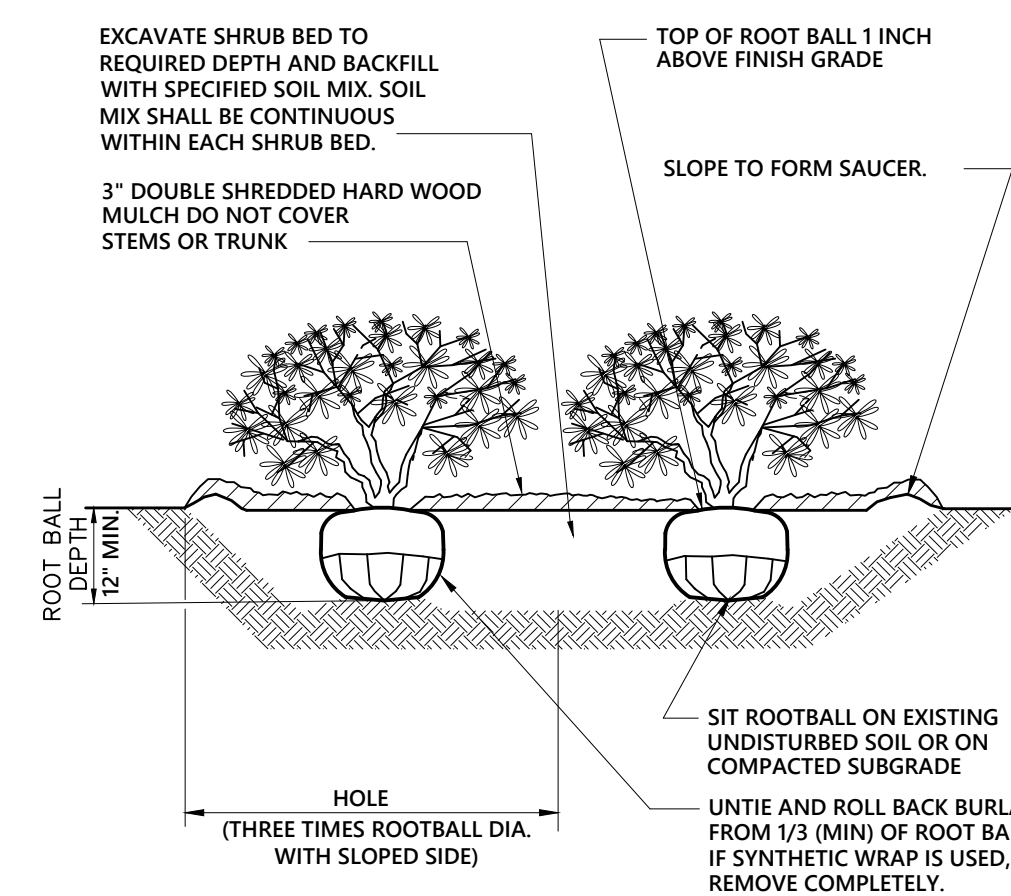 EXCAVATE SHRUB BED TO
REQUIRED DEPTH AND BACKFILL
WITH SPECIFIED SOIL MIX. SOIL
MIX SHALL BE CONTINUOUS
WITHIN EACH SHRUB BED.
3" DOUBLE SHREDDED HARD WOOD
MULCH DO NOT COVER
STEMS OR TRUNK
TOP OF ROOT BALL 1 INCH
ABOVE FINISH GRADE
SLOPE TO FORM SAUCER.
ROOT BALL
DEPTH
12" MIN.
HOLE
(THREE TIMES ROOTBALL DIA.
WITH SLOPED SIDE)
SIT ROOTBALL ON EXISTING
UNDISTURBED SOIL OR ON
COMPACTED SUBGRADE
UNTIE AND ROLL BACK
FROM 1/3 (MIN) OF ROOT
IF SYNTHETIC WRAP IS USED,
REMOVE COMPLETELY.